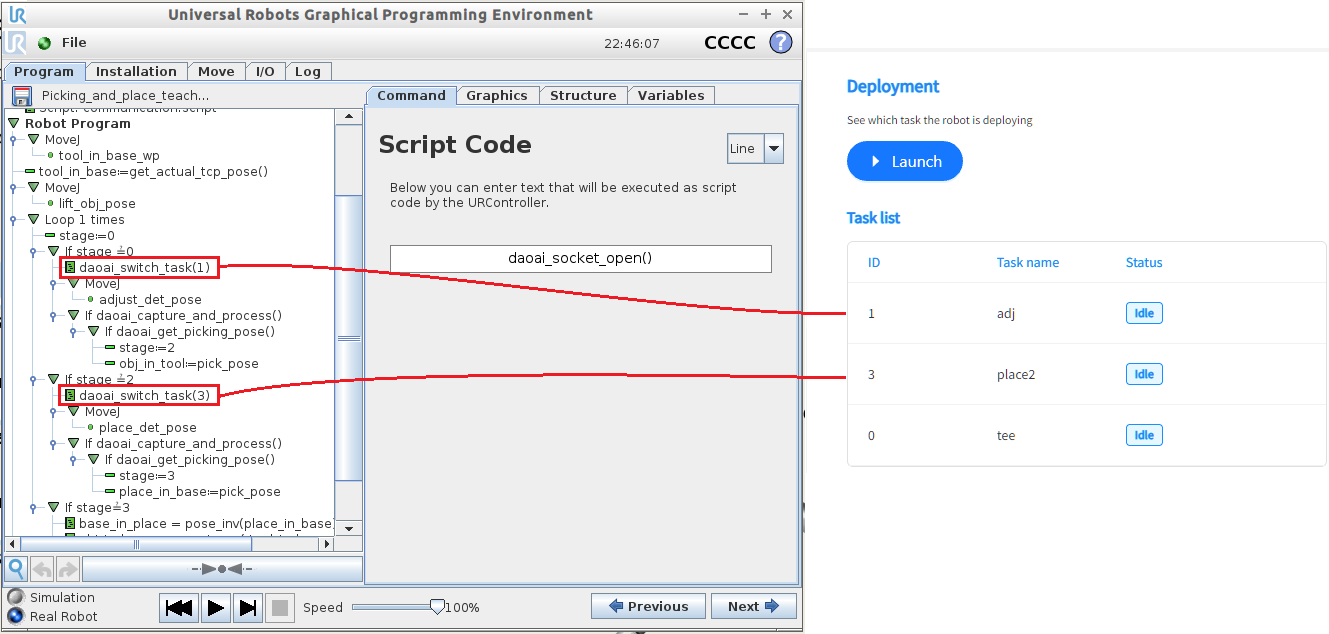 Universal Robots Graphical Programming Environment
File
22:46:07
CCCC
?
Program Installation Move I/O Log
Picking_and_place_teach...
Command Graphics Structure Variables
Script: communication.script
Robot Program
MoveJ
tool_in_base_wp
tool_in_base:=get_actual_tcp_pose()
MoveJ
lift_obj_pose
Loop 1 times
stage:=0
If stage ≟0
daoai_switch_task(1)
MoveJ
adjust_det_pose
If daoai_capture_and_process()
If daoai_get_picking_pose()
stage:=2
obj_in_tool:=pick_pose
If stage ≟2
daoai_switch_task(3)
MoveJ
place_det_pose
If daoai_capture_and_process()
If daoai_get_picking_pose()
stage:=3
place_in_base:=pick_pose
If stage≟3
base_in_place = pose_inv(place_in_base
Script Code
Line
Below you can enter text that will be executed as script
code by the URController.
daoai_socket_open()
Simulation
Real Robot
Speed
100%
Previous
Next
Deployment
See which task the robot is deploying
Launch
Task list
ID Task name Status
1 adj Idle
3 place2 Idle
0 tee Idle